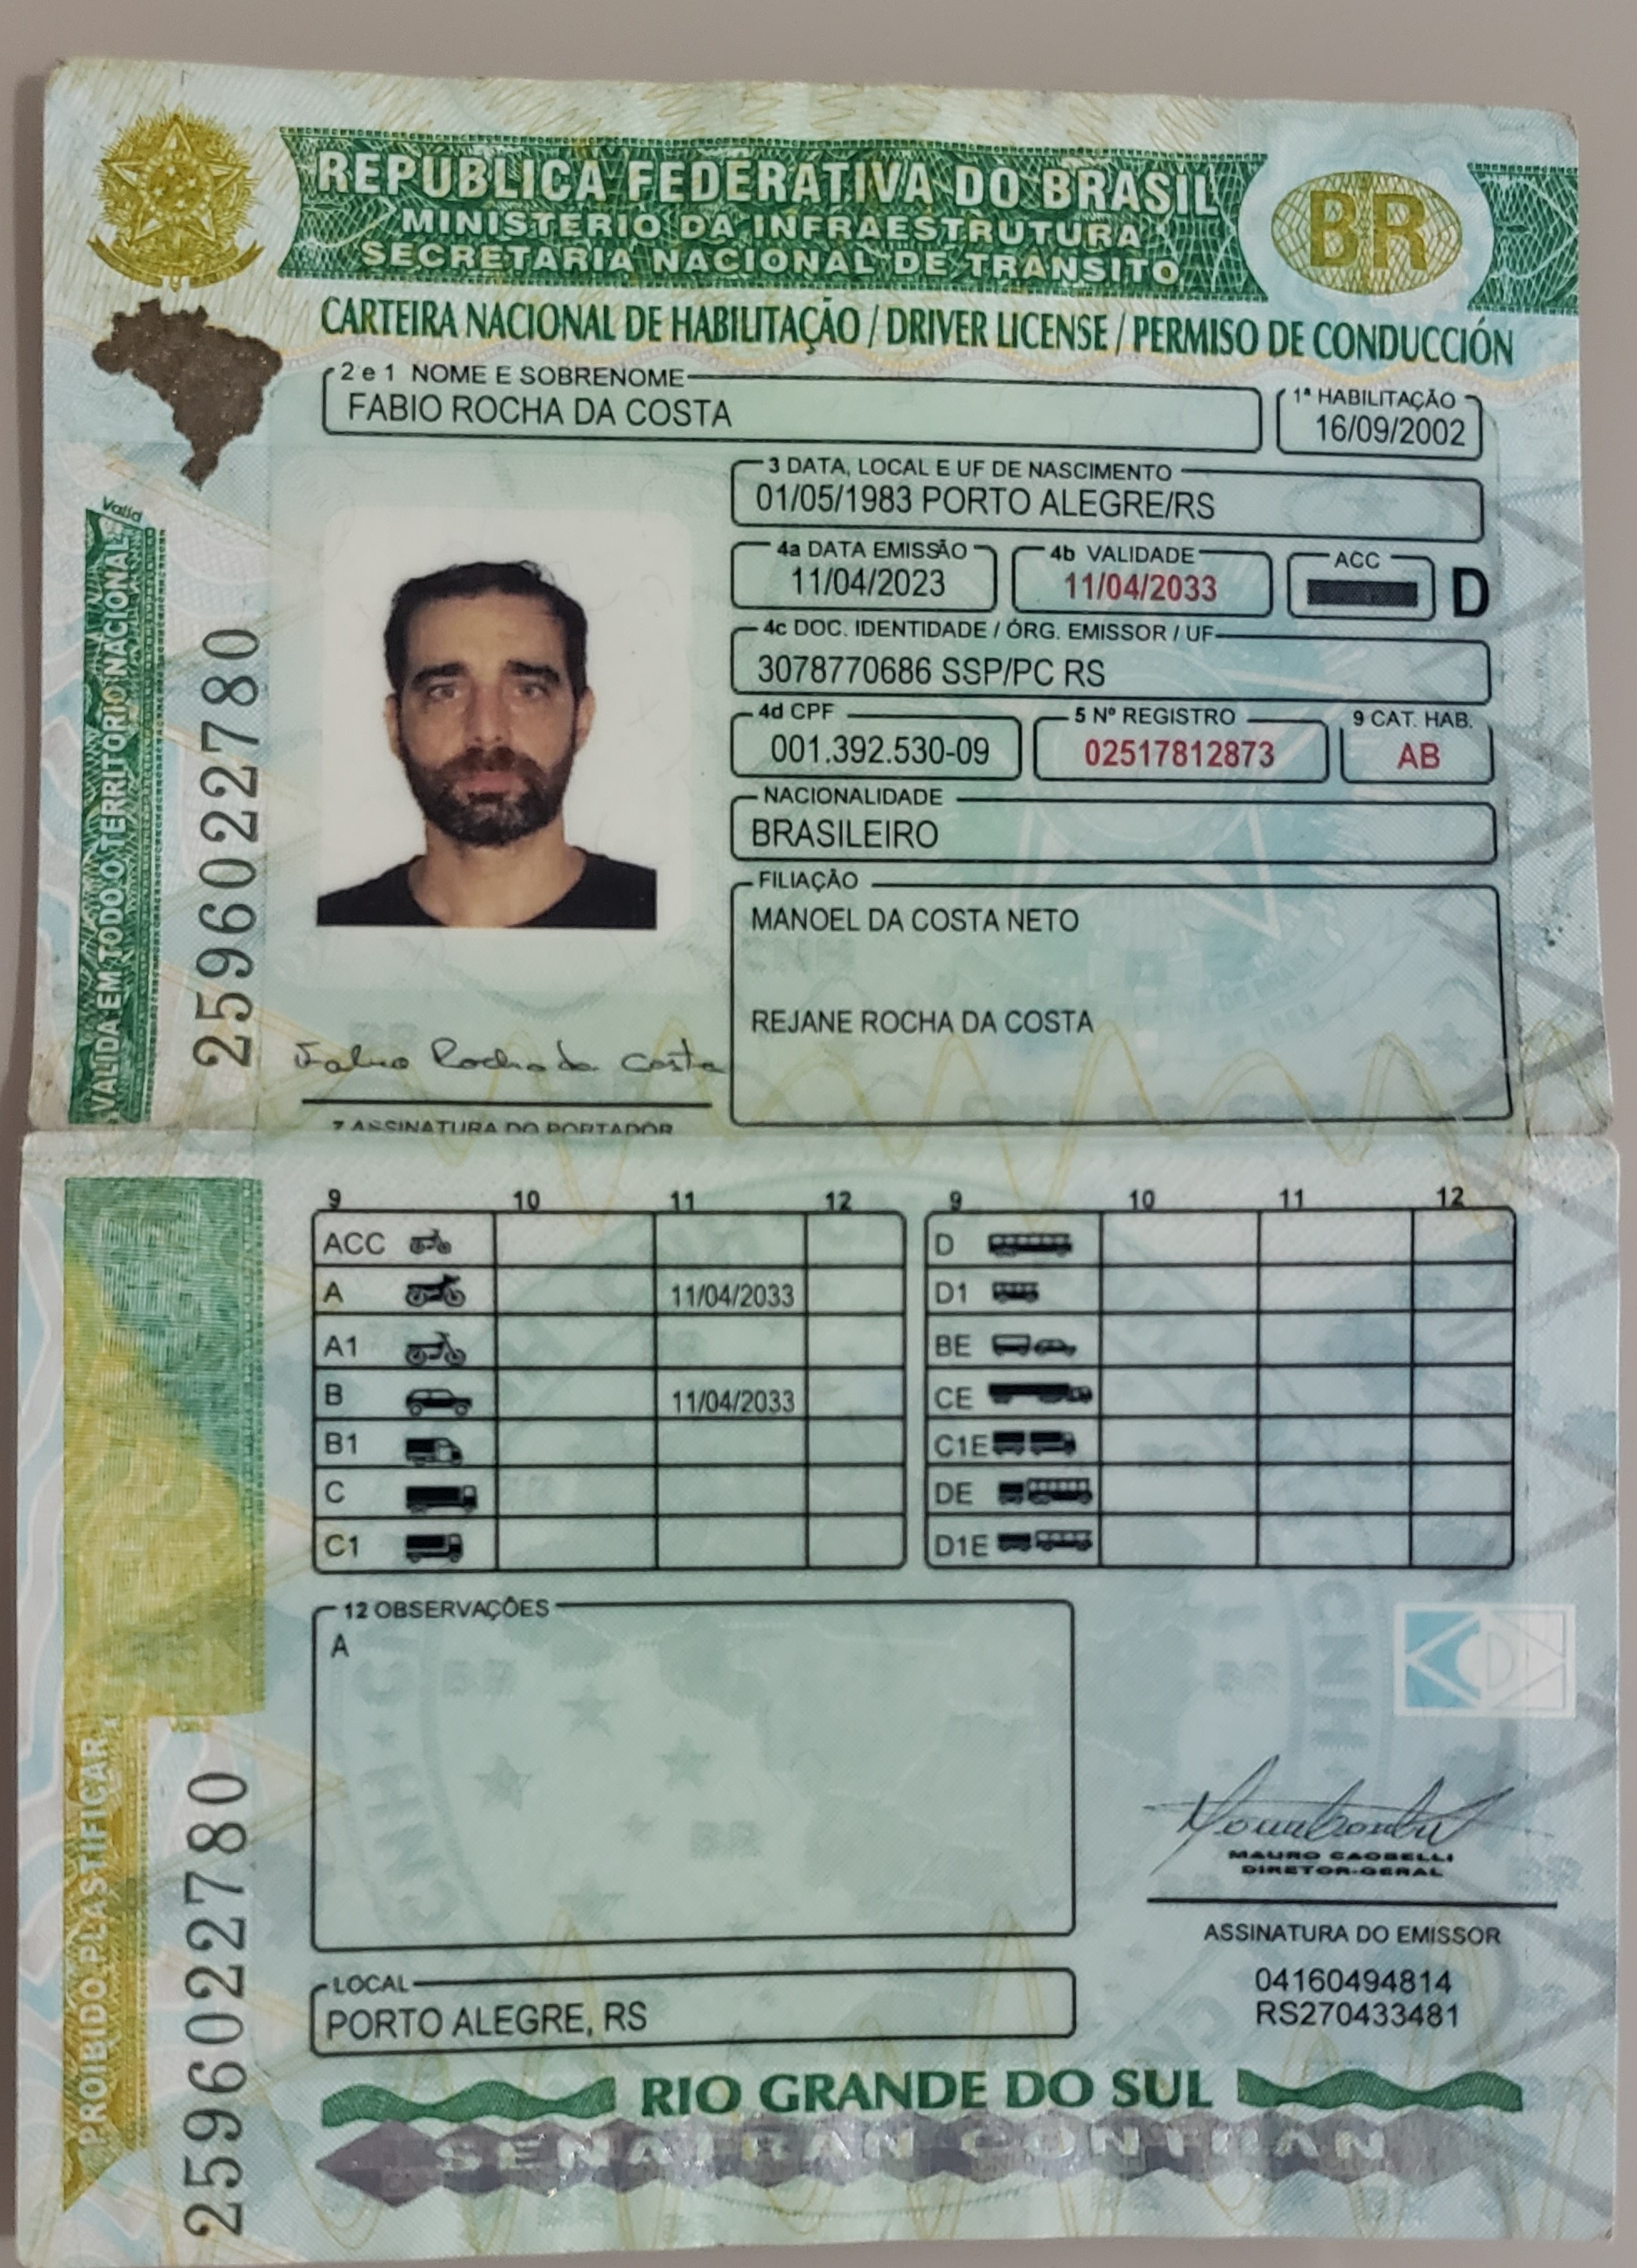 REPÚBLICA FEDERATIVA DO BRASIL
MINISTÉRIO DA INFRAESTRUTURA
SECRETARIA NACIONAL DE TRÂNSITO
BR
CARTEIRA NACIONAL DE HABILITAÇÃO / DRIVER LICENSE / PERMISO DE CONDUCCIÓN
2 e 1 NOME E SOBRENOME
FABIO ROCHA DA COSTA
1ª HABILITAÇÃO
16/09/2002
3 DATA, LOCAL E UF DE NASCIMENTO
01/05/1983 PORTO ALEGRE/RS
4a DATA EMISSÃO
11/04/2023
4b VALIDADE
11/04/2033
ACC
D
4c DOC. IDENTIDADE / ÓRG. EMISSOR / UF
3078770686 SSP/PC RS
4d CPF
001.392.530-09
5 Nº REGISTRO
02517812873
9 CAT. HAB.
AB
NACIONALIDADE
BRASILEIRO
FILIAÇÃO
MANOEL DA COSTA NETO
REJANE ROCHA DA COSTA
Fabio Rocha da Costa
7 ASSINATURA DO PORTADOR
VÁLIDA EM TODO O TERRITÓRIO NACIONAL
2596022780
9 10 11 12 9 10 11 12
ACC D
A 11/04/2033 D1
A1 BE
B 11/04/2033 CE
B1 C1E
C DE
C1 D1E
12 OBSERVAÇÕES
A
MAURO CAOBELLI
DIRETOR-GERAL
ASSINATURA DO EMISSOR
04160494814
RS270433481
LOCAL
PORTO ALEGRE, RS
PROIBIDO PLASTIFICAR
2596022780
RIO GRANDE DO SUL
SENATRAN CONTRAN